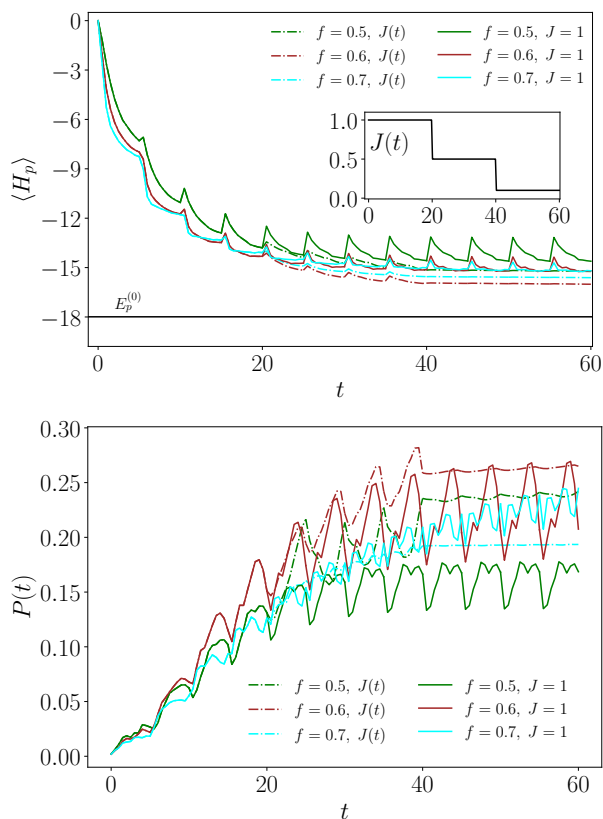 0
−3
−6
−9
−12
−15
−18
⟨H_p⟩
f = 0.5, J(t)
f = 0.6, J(t)
f = 0.7, J(t)
f = 0.5, J = 1
f = 0.6, J = 1
f = 0.7, J = 1
1.0
0.5
0.0
J(t)
0 20 40 60
E_p^{(0)}
0 20 40 60
t
0.30
0.25
0.20
0.15
0.10
0.05
0.00
P(t)
f = 0.5, J(t)
f = 0.6, J(t)
f = 0.7, J(t)
f = 0.5, J = 1
f = 0.6, J = 1
f = 0.7, J = 1
0 20 40 60
t